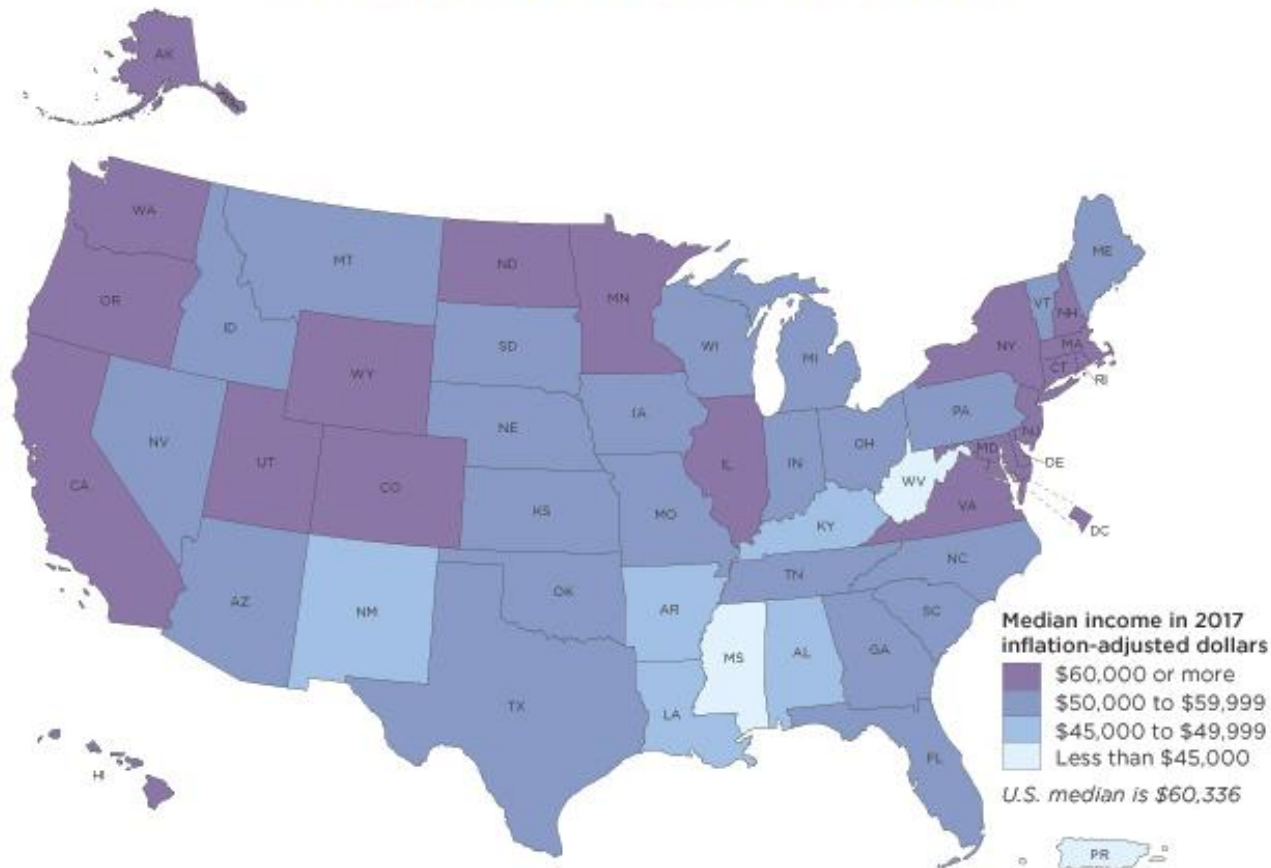 AK
WA
MT
ND
MN
ME
OR
ID
VT
NH
SD
WI
NY
MA
WY
MI
CT
RI
NV
NE
IA
PA
UT
OH
NJ
CO
IL
IN
MD
DE
CA
WV
KS
MO
KY
VA
DC
AZ
NM
OK
AR
TN
NC
SC
MS
AL
GA
TX
LA
FL
HI
Median income in 2017
inflation-adjusted dollars
$60,000 or more
$50,000 to $59,999
$45,000 to $49,999
Less than $45,000
U.S. median is $60,336
PR